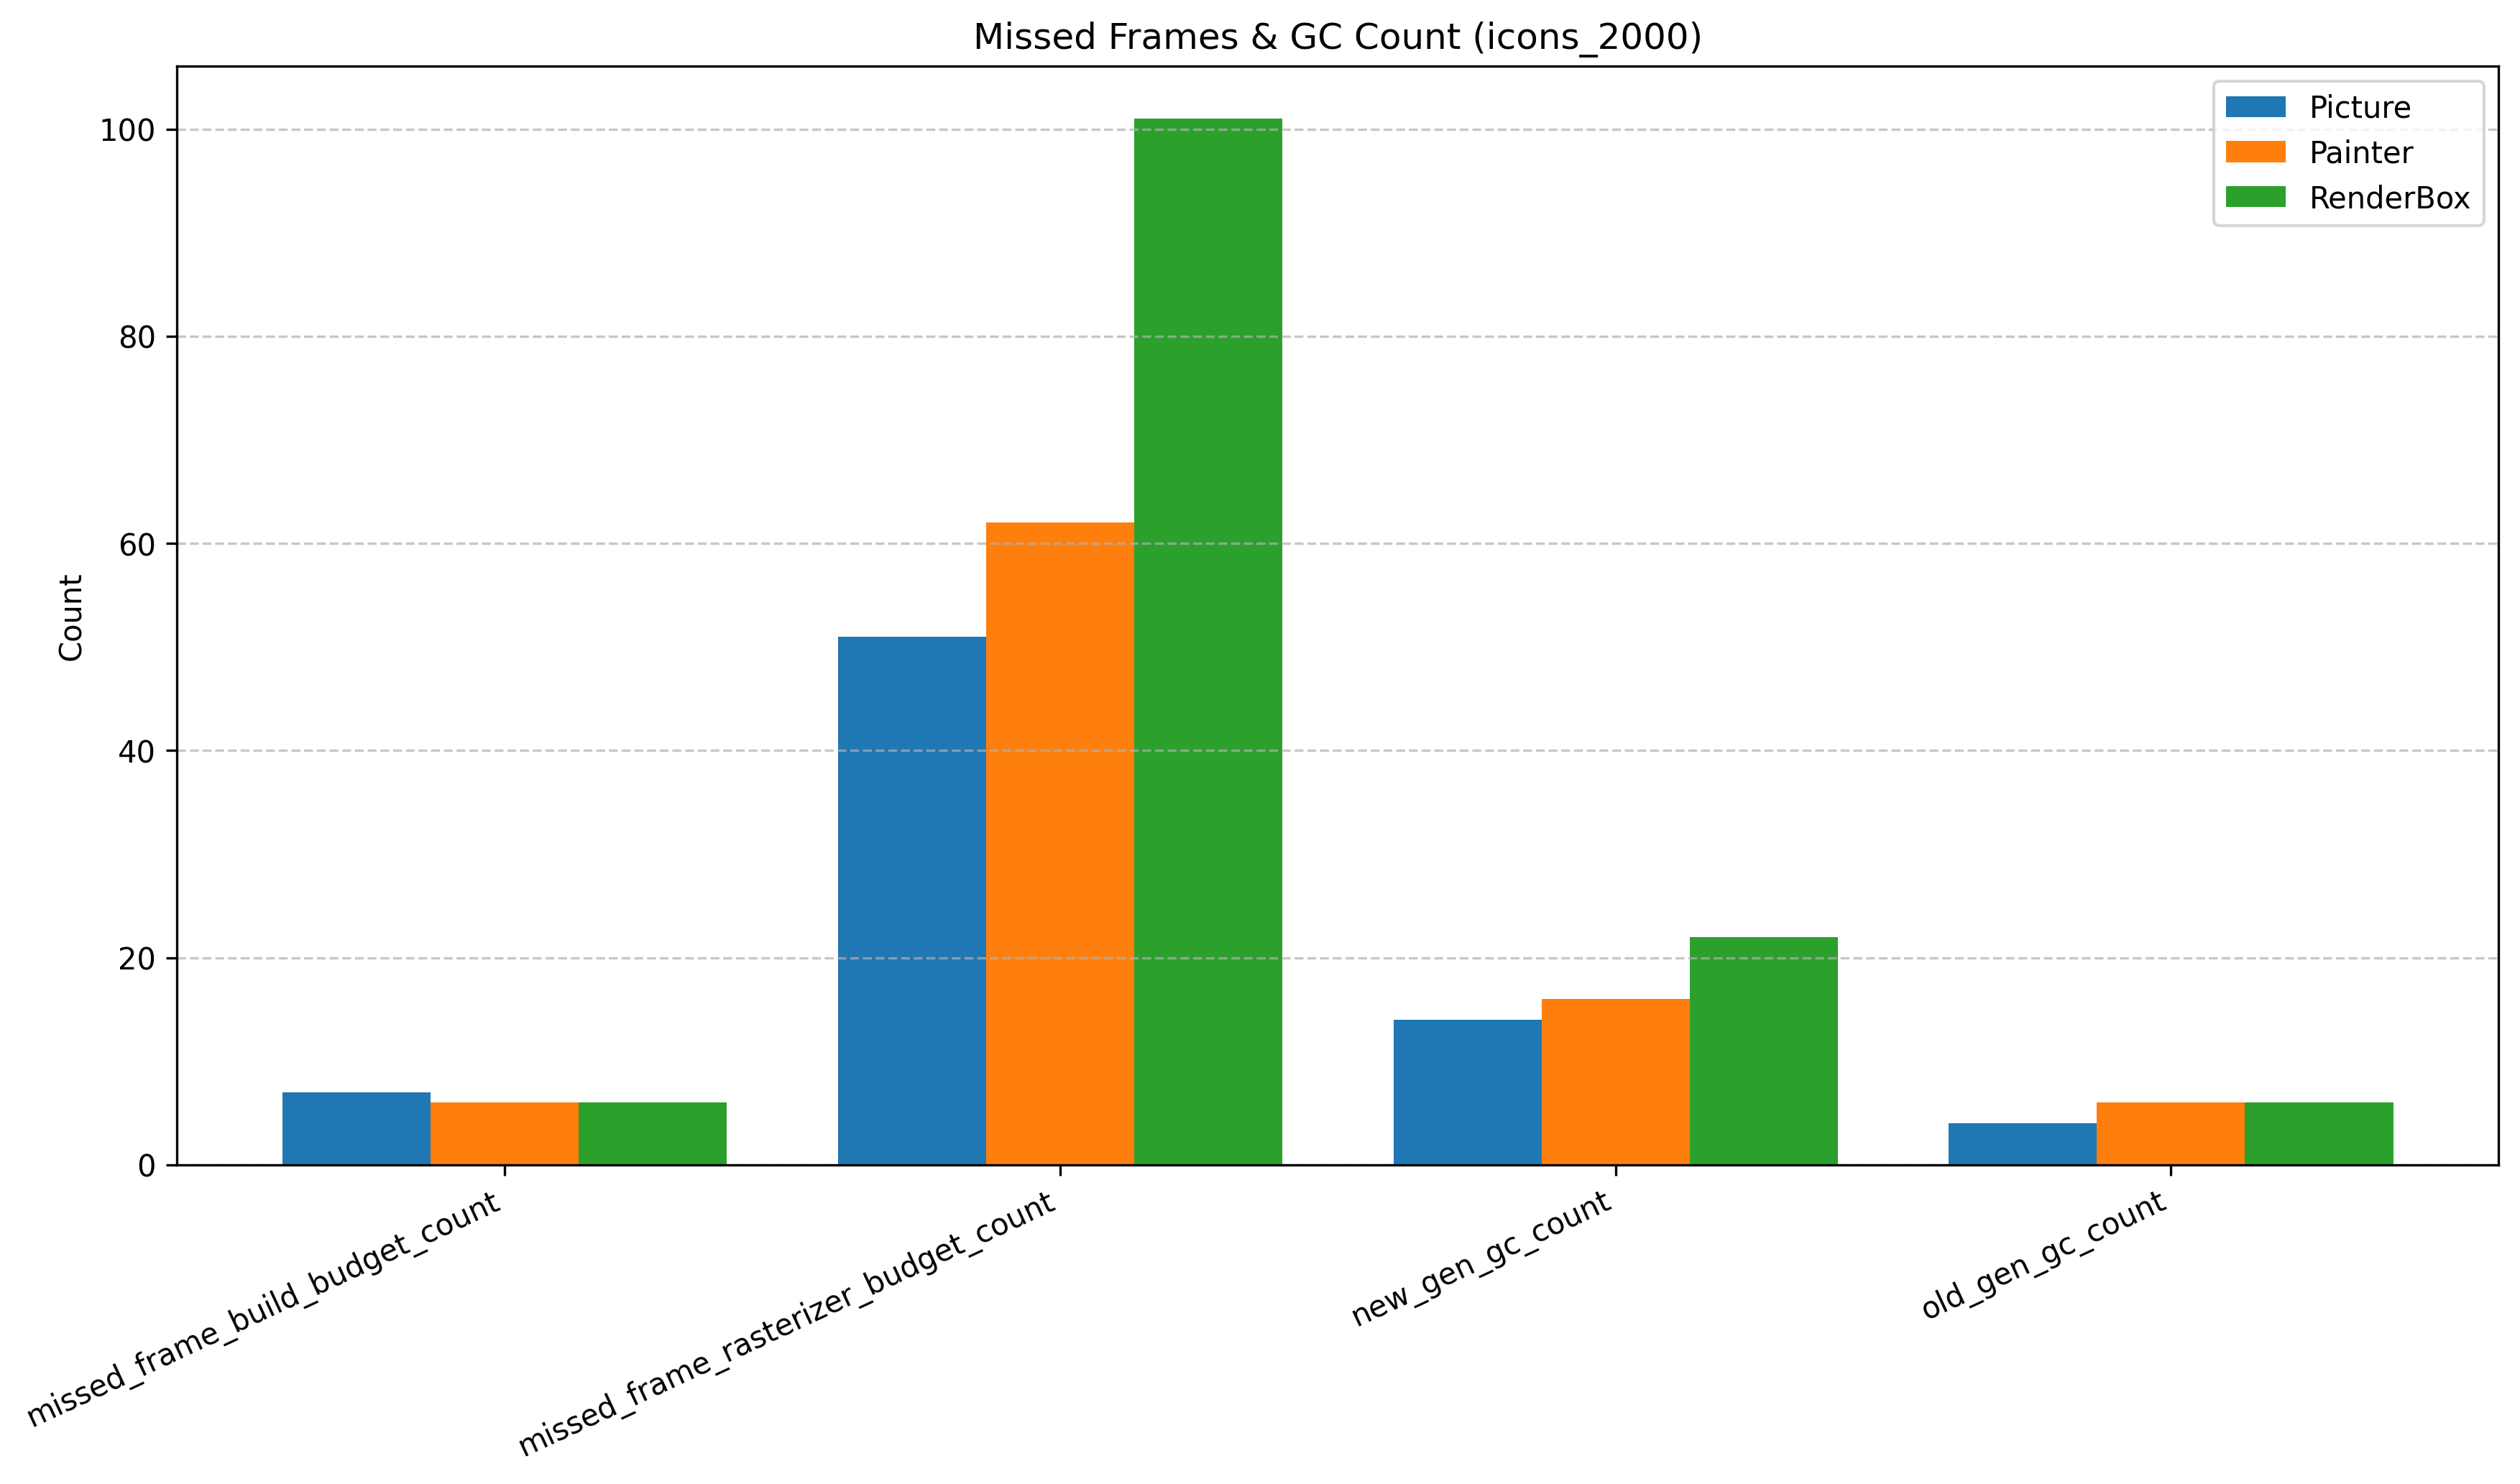 Missed Frames & GC Count (icons_2000)
Picture
Painter
RenderBox
Count
100
80
60
40
20
0
missed_frame_build_budget_count
missed_frame_rasterizer_budget_count
new_gen_gc_count
old_gen_gc_count